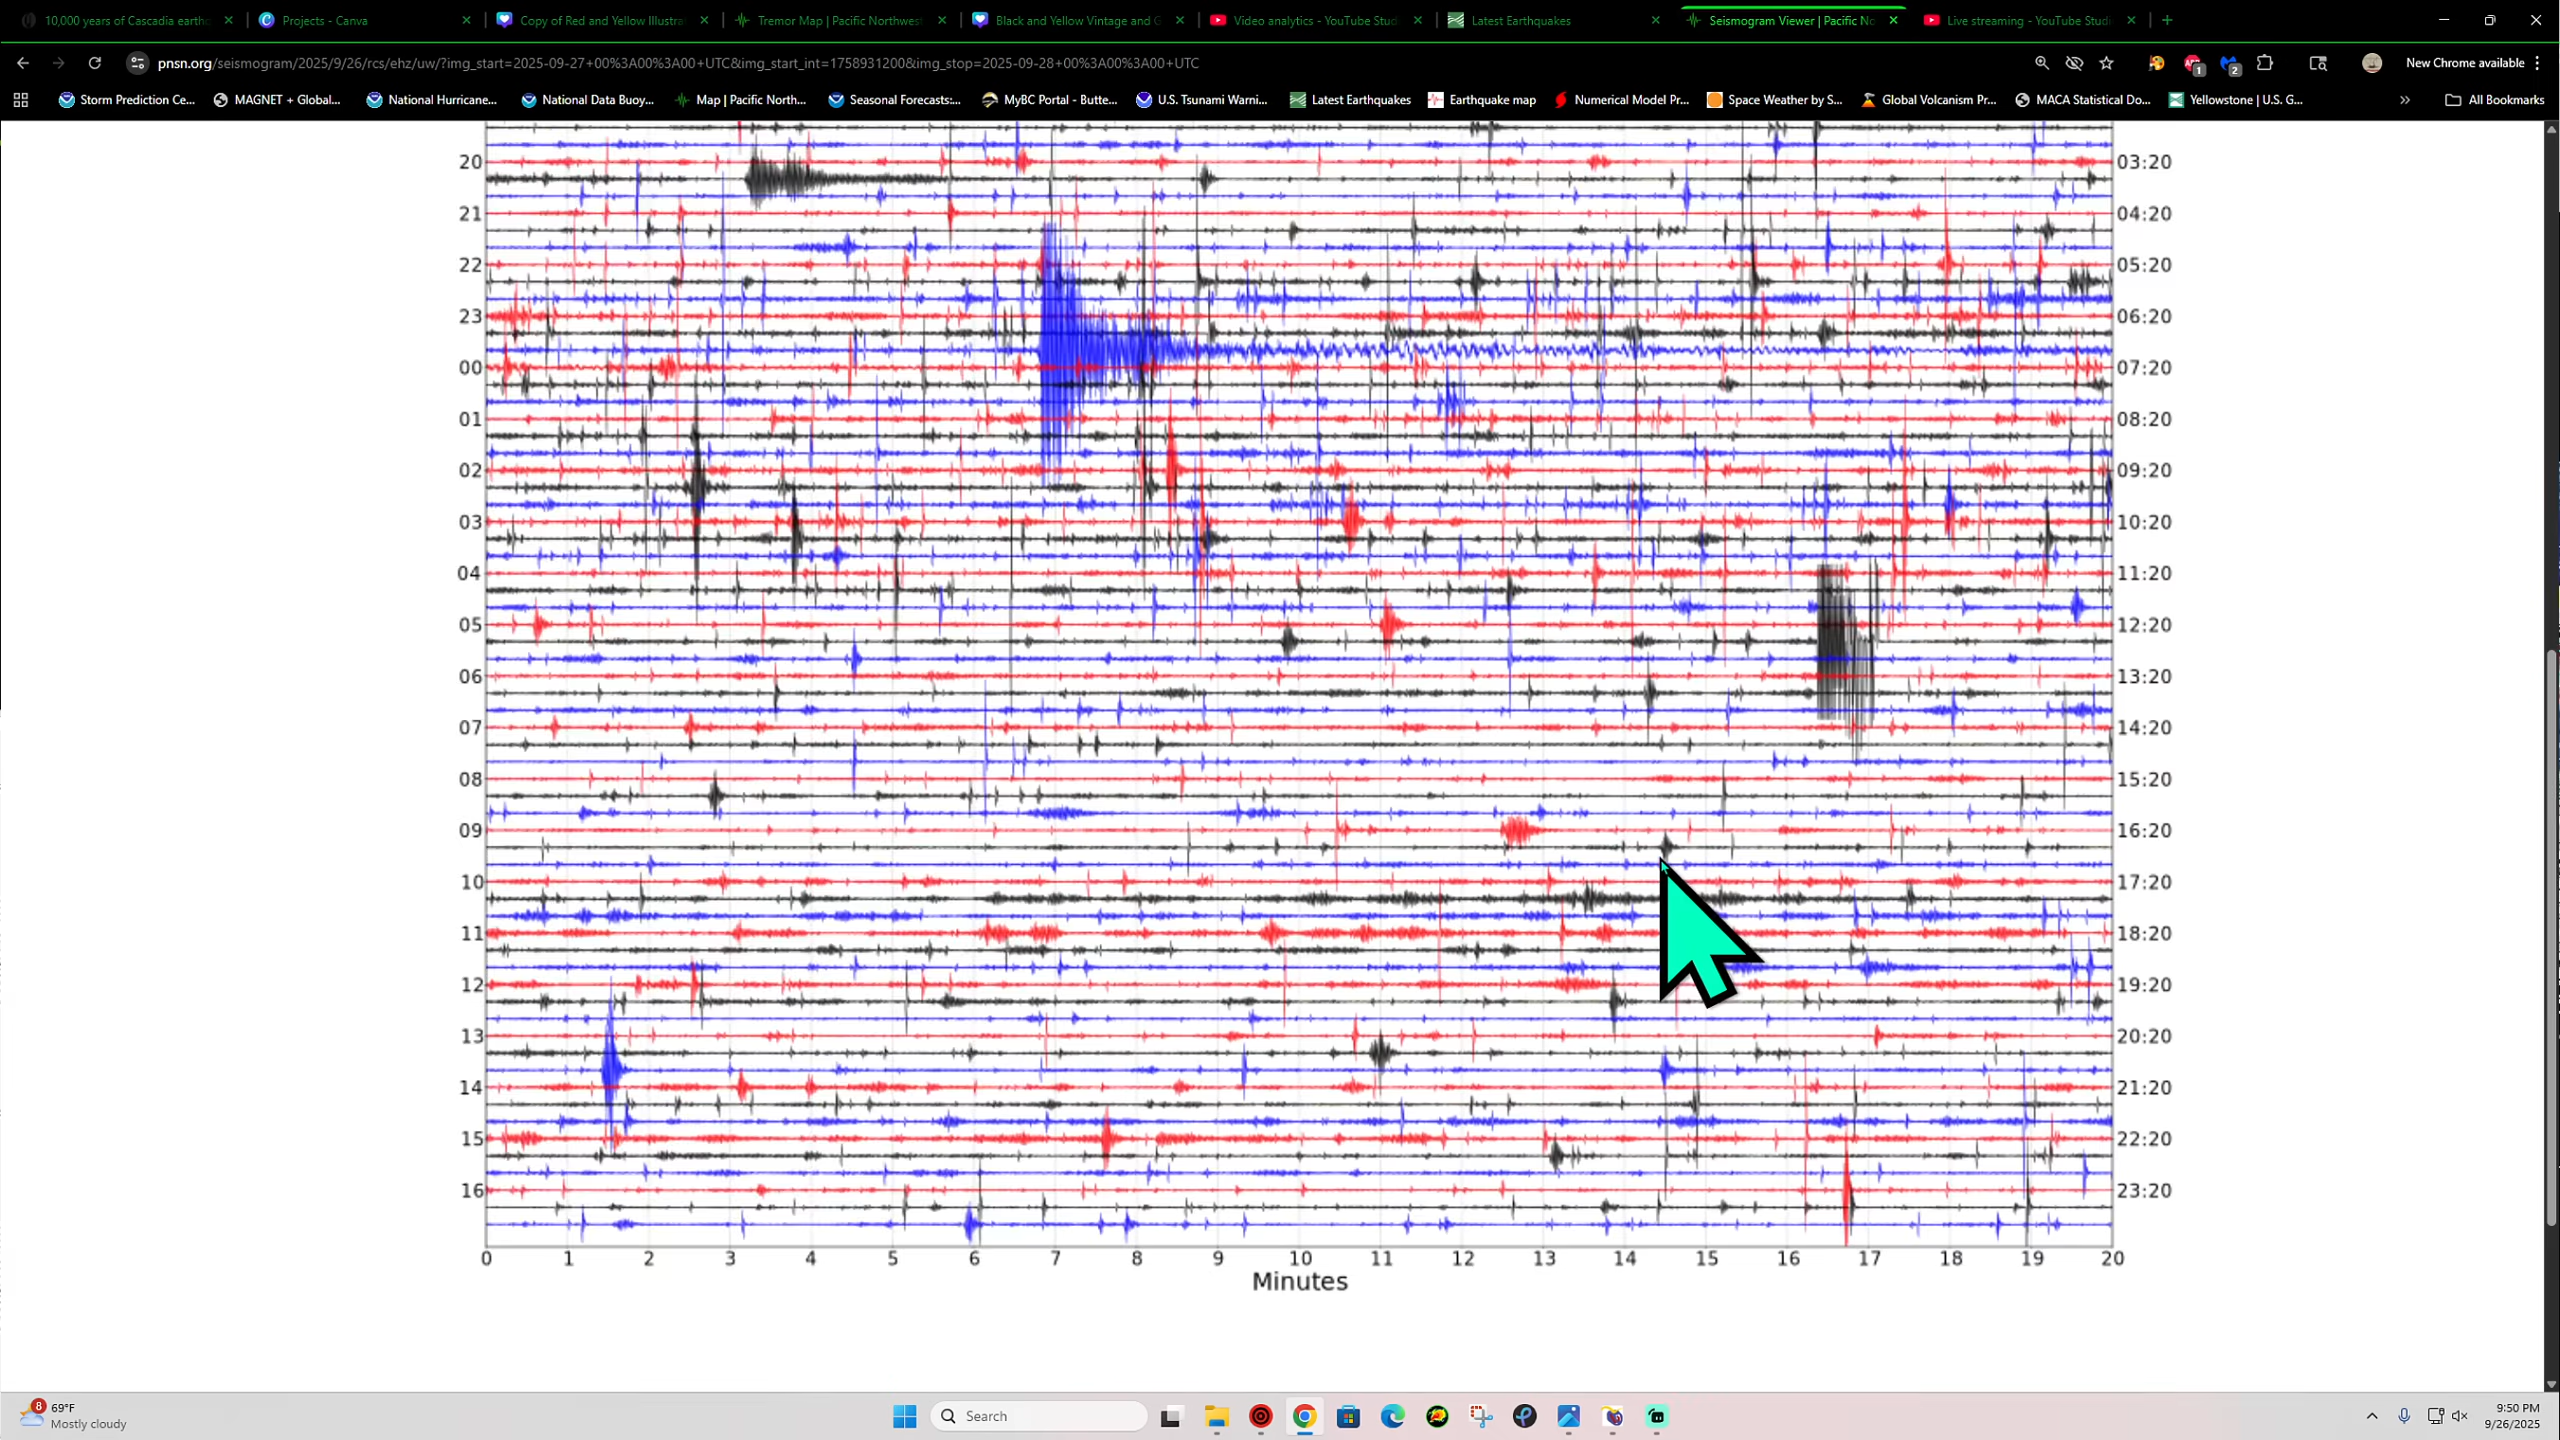 10,000 years of Cascadia earthq
Projects - Canva
Copy of Red and Yellow Illustra
Tremor Map | Pacific Northwes
Black and Yellow Vintage and G
Video analytics - YouTube Stud
Latest Earthquakes
Seismogram Viewer | Pacific No
Live streaming - YouTube Studi
pnsn.org/seismogram/2025/9/26/rcs/ehz/uw/?img_start=2025-09-27+00%3A00%3A00+UTC&img_start_int=1758931200&img_stop=2025-09-28+00%3A00%3A00+UTC
1
2
New Chrome available
Storm Prediction Ce...
MAGNET + Global...
National Hurricane...
National Data Buoy...
Map | Pacific North...
Seasonal Forecasts:...
MyBC Portal - Butte...
U.S. Tsunami Warni...
Latest Earthquakes
Earthquake map
Numerical Model Pr...
Space Weather by S...
Global Volcanism Pr...
MACA Statistical Do...
Yellowstone | U.S. G...
All Bookmarks
20 03:20
21 04:20
22 05:20
23 06:20
00 07:20
01 08:20
02 09:20
03 10:20
04 11:20
05 12:20
06 13:20
07 14:20
08 15:20
09 16:20
10 17:20
11 18:20
12 19:20
13 20:20
14 21:20
15 22:20
16 23:20
0 1 2 3 4 5 6 7 8 9 10 11 12 13 14 15 16 17 18 19 20
Minutes
8
69°F
Mostly cloudy
Search
9:50 PM
9/26/2025